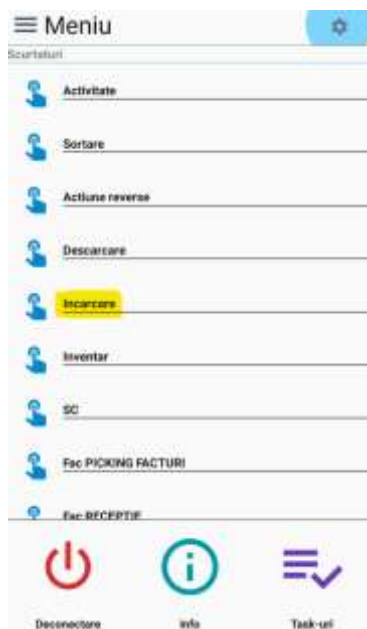 Meniu
Scurtaturi
Activitate
Sortare
Actiune reverse
Descarcare
Incarcare
Inventar
SC
Fac PICKING FACTURI
Fac RECEPTIE
Deconectare
Info
Task-uri